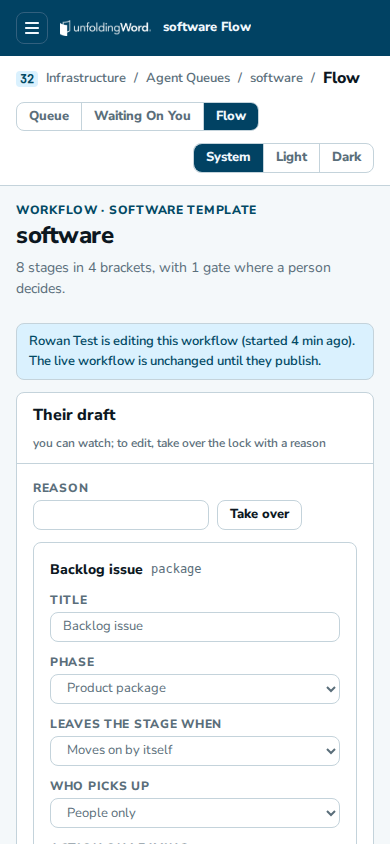 unfoldingWord. software Flow
32 Infrastructure / Agent Queues / software / Flow
Queue Waiting On You Flow
System Light Dark
WORKFLOW · SOFTWARE TEMPLATE
software
8 stages in 4 brackets, with 1 gate where a person
decides.
Rowan Test is editing this workflow (started 4 min ago).
The live workflow is unchanged until they publish.
Their draft
you can watch; to edit, take over the lock with a reason
REASON
Take over
Backlog issue package
TITLE
Backlog issue
PHASE
Product package
LEAVES THE STAGE WHEN
Moves on by itself
WHO PICKS UP
People only